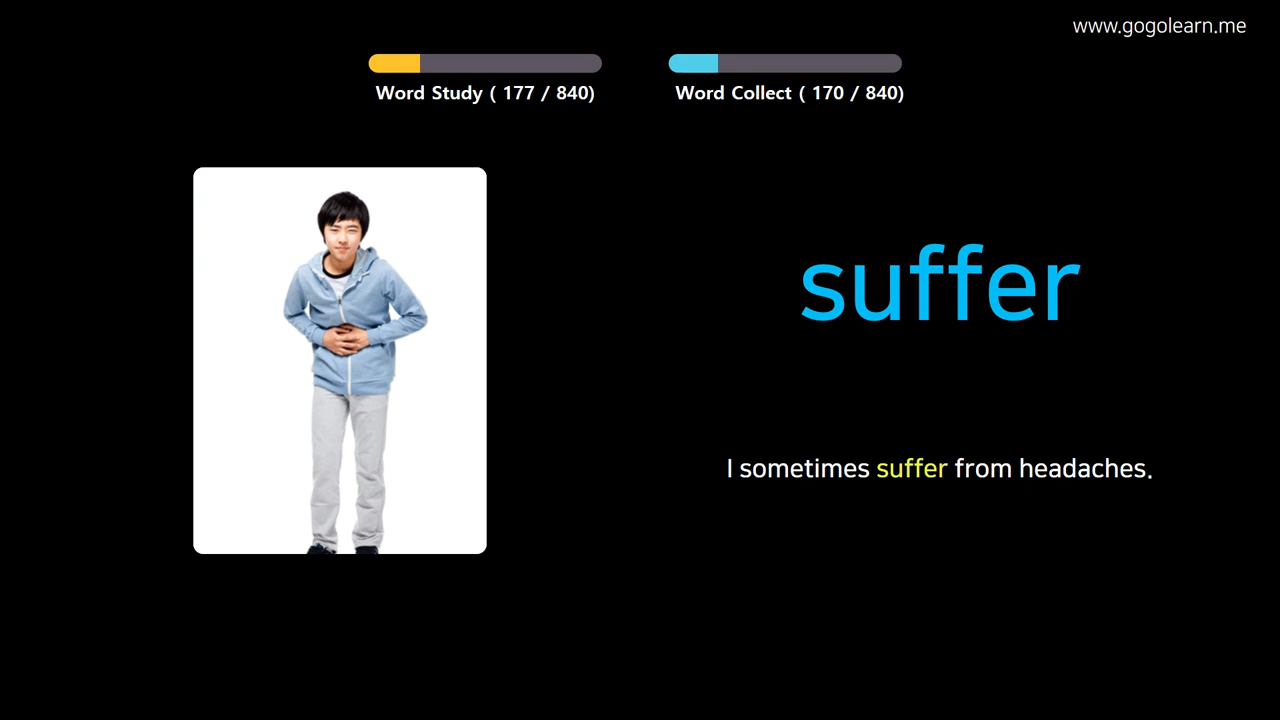 www.gogolearn.me
Word Study ( 177 / 840)
Word Collect ( 170 / 840)
suffer
I sometimes suffer from headaches.